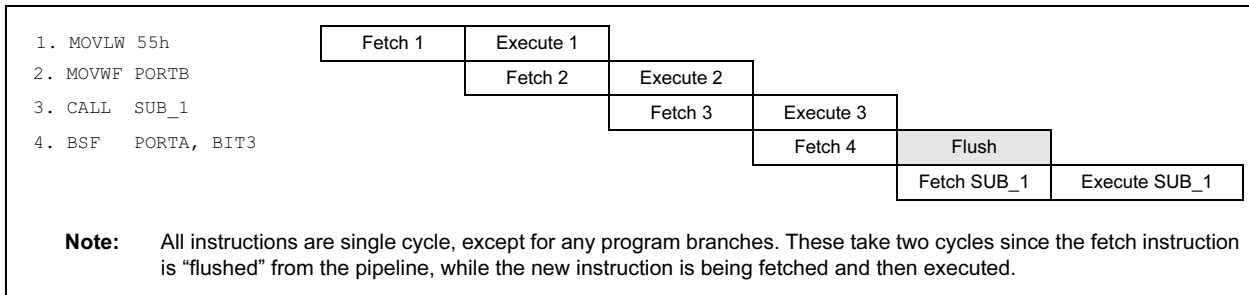 1. MOVLW 55h Fetch 1 Execute 1
2. MOVWF PORTB Fetch 2 Execute 2
3. CALL SUB_1 Fetch 3 Execute 3
4. BSF PORTA, BIT3 Fetch 4 Flush
Fetch SUB_1 Execute SUB_1
Note: All instructions are single cycle, except for any program branches. These take two cycles since the fetch instruction
is “flushed” from the pipeline, while the new instruction is being fetched and then executed.